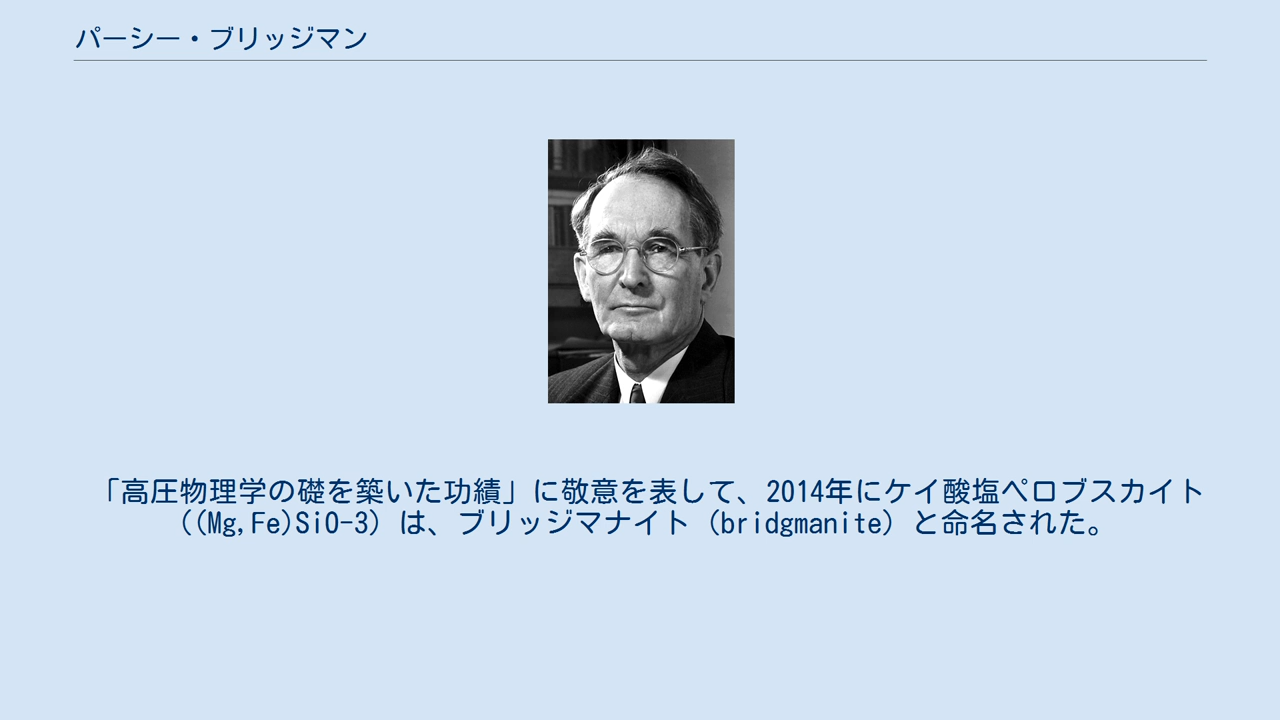 パーシー・ブリッジマン
「高圧物理学の礎を築いた功績」に敬意を表して、2014年にケイ酸塩ペロブスカイト
((Mg,Fe)SiO-3) は、ブリッジマナイト (bridgmanite) と命名された。